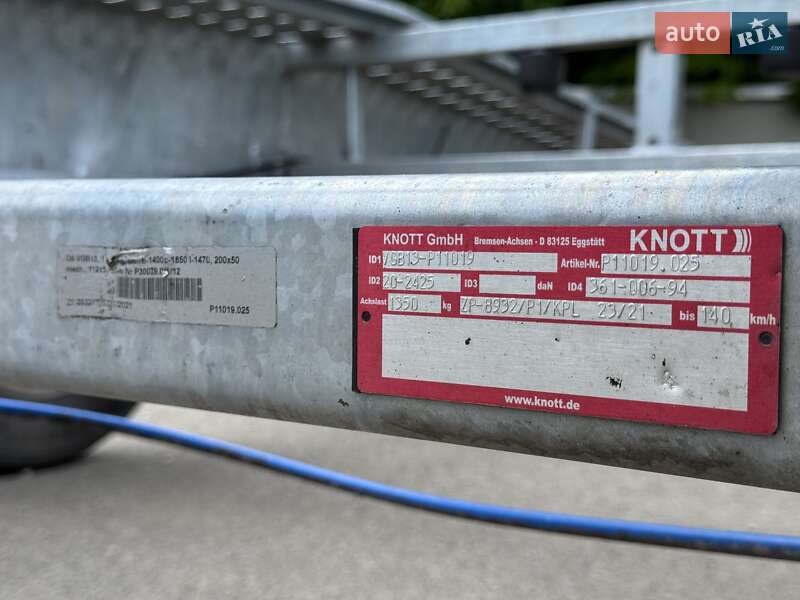 auto RIA
KNOTT GmbH Bremsen-Achsen - D 83125 Eggstätt KNOTT
ID1 VGB13-P11019 Artikel-Nr. P11019.025
ID2 20-2425 ID3 daN ID4 361-006-94
Achslast 1350 kg ZP-8932/P1/XPL 23/21 bis 140 km/h
www.knott.de
200x50
P11019.025